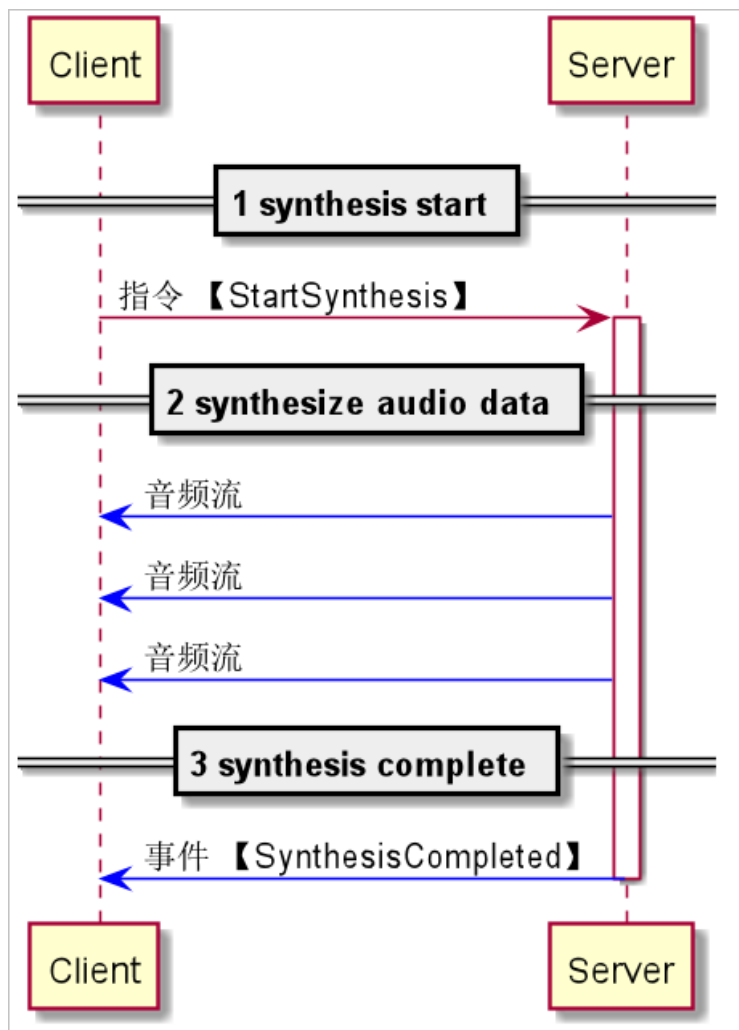 Client Server
1 synthesis start
指令 【StartSynthesis】
2 synthesize audio data
音频流
音频流
音频流
3 synthesis complete
事件 【SynthesisCompleted】
Client Server